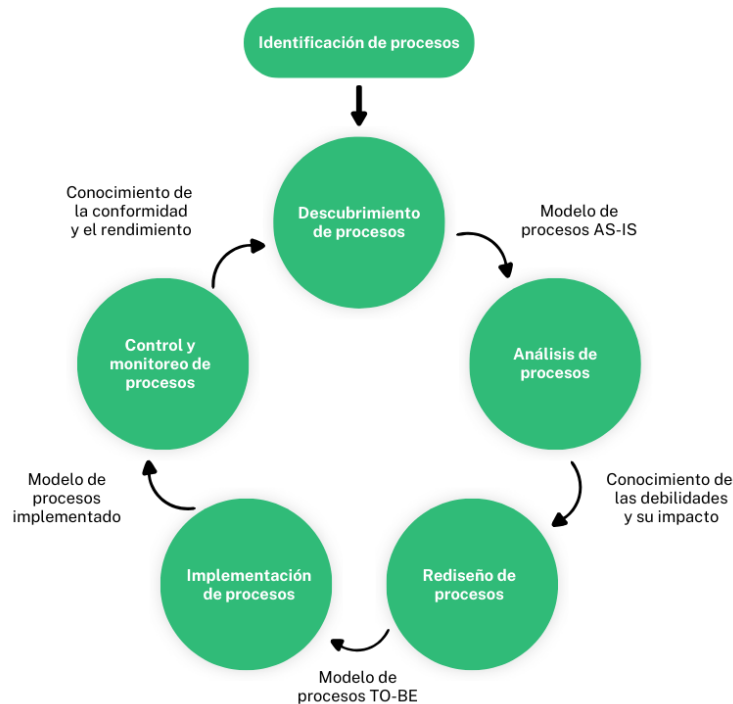 Identificación de procesos
Descubrimiento
de procesos
Modelo de
procesos AS-IS
Análisis de
procesos
Conocimiento de
las debilidades
y su impacto
Rediseño de
procesos
Modelo de
procesos TO-BE
Implementación
de procesos
Modelo de
procesos
implementado
Control y
monitoreo de
procesos
Conocimiento de
la conformidad
y el rendimiento